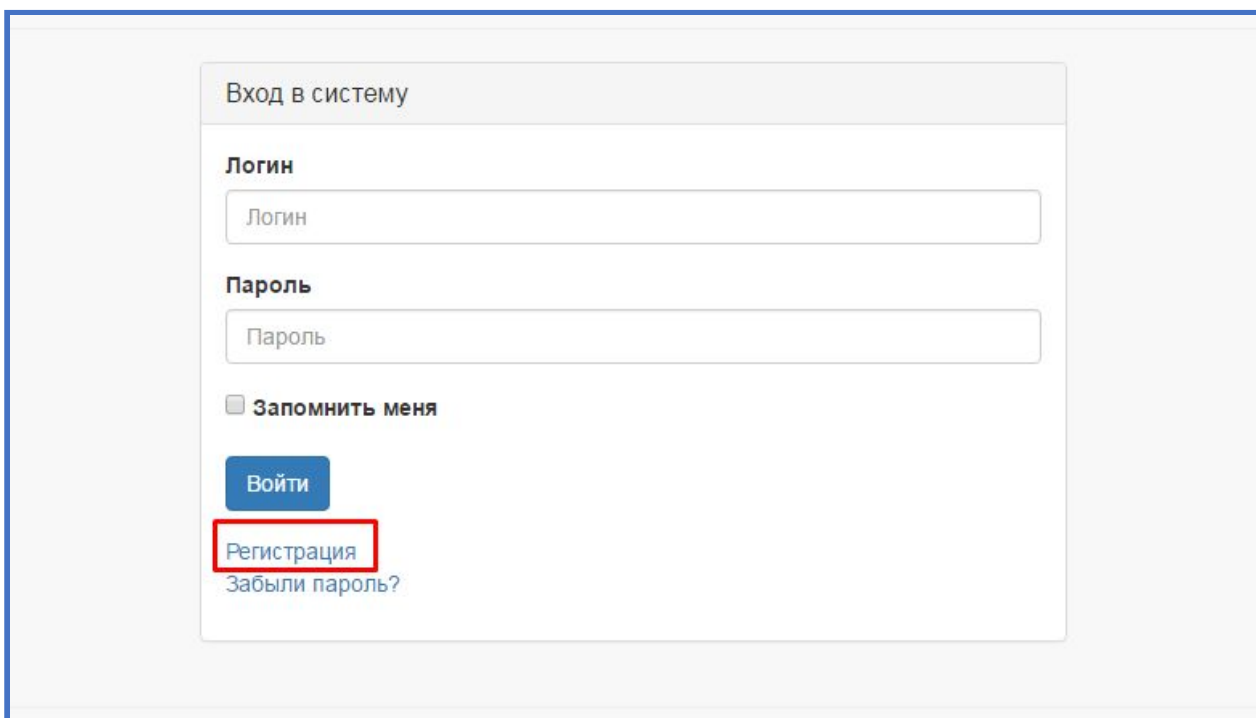 Вход в систему
Логин
Логин
Пароль
Пароль
Запомнить меня
Войти
Регистрация
Забыли пароль?